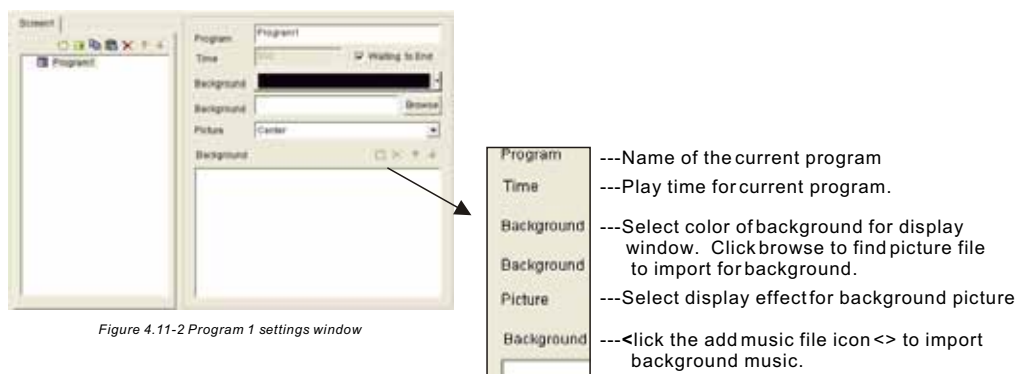 Screen1
Program1
Program Program1
Time Waiting to End
Background
Background Browse
Picture Center
Background
Figure 4.11-2 Program 1 settings window
Program ---Name of the current program
Time ---Play time for current program.
Background ---Select color of background for display
window. Click browse to find picture file
Background to import for background.
Picture ---Select display effect for background picture
Background ---<lick the add music file icon <> to import
background music.